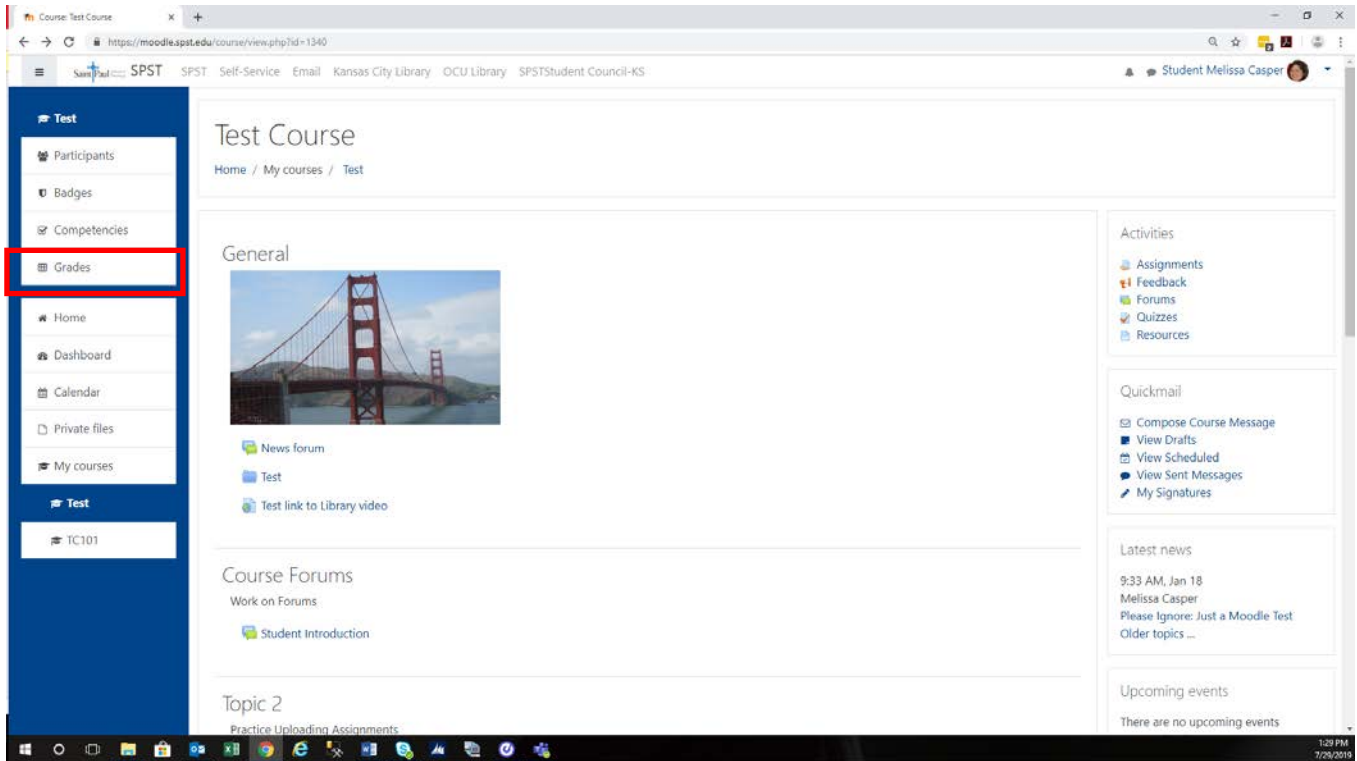 Course: Test Course
https://moodle.spst.edu/course/view.php?id=1340
Saint Paul SPST SPST Self-Service Email Kansas City Library OCU Library SPSTStudent Council-KS Student Melissa Casper
Test
Participants
Badges
Competencies
Grades
Home
Dashboard
Calendar
Private files
My courses
Test
TC101
Test Course
Home / My courses / Test
General
News forum
Test
Test link to Library video
Course Forums
Work on Forums
Student Introduction
Topic 2
Practice Uploading Assignments
Activities
Assignments
Feedback
Forums
Quizzes
Resources
Quickmail
Compose Course Message
View Drafts
View Scheduled
View Sent Messages
My Signatures
Latest news
9:33 AM, Jan 18
Melissa Casper
Please Ignore: Just a Moodle Test
Older topics ...
Upcoming events
There are no upcoming events
1:29 PM
7/29/2019